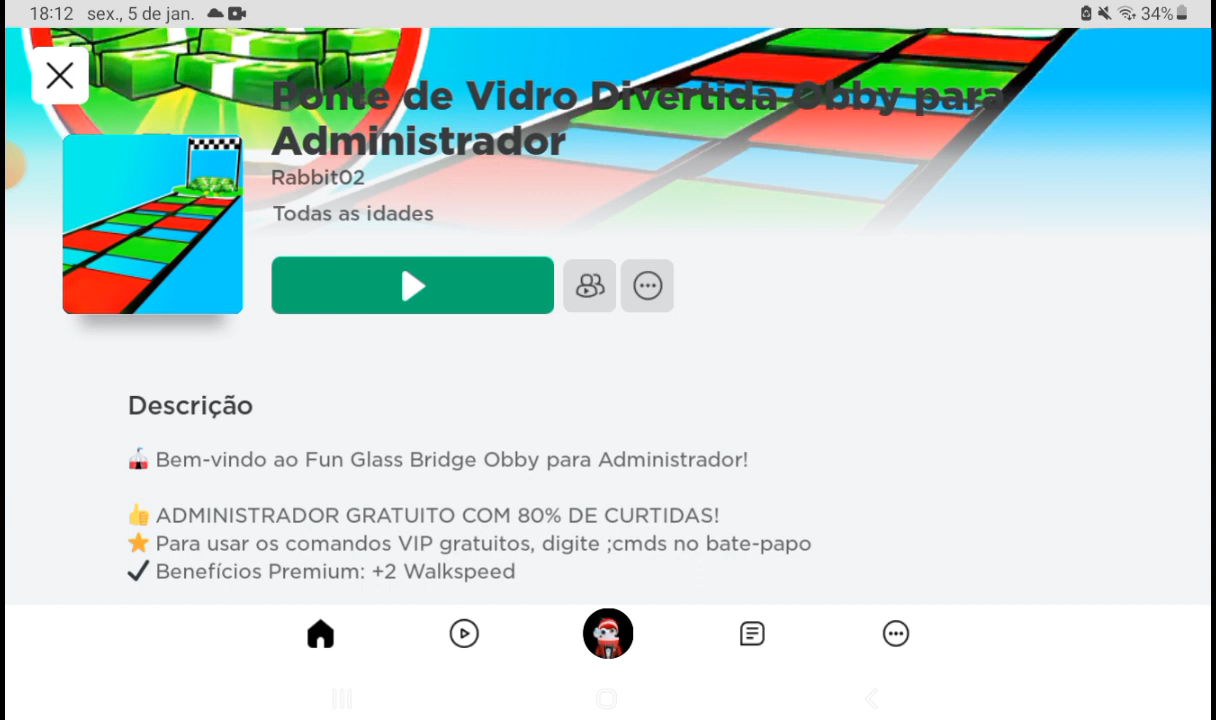 18:12 sex., 5 de jan. 34%
Ponte de Vidro Divertida Obby para
Administrador
Rabbit02
Todas as idades
Descrição
🎪 Bem-vindo ao Fun Glass Bridge Obby para Administrador!
👍 ADMINISTRADOR GRATUITO COM 80% DE CURTIDAS!
⭐ Para usar os comandos VIP gratuitos, digite ;cmds no bate-papo
✔ Benefícios Premium: +2 Walkspeed